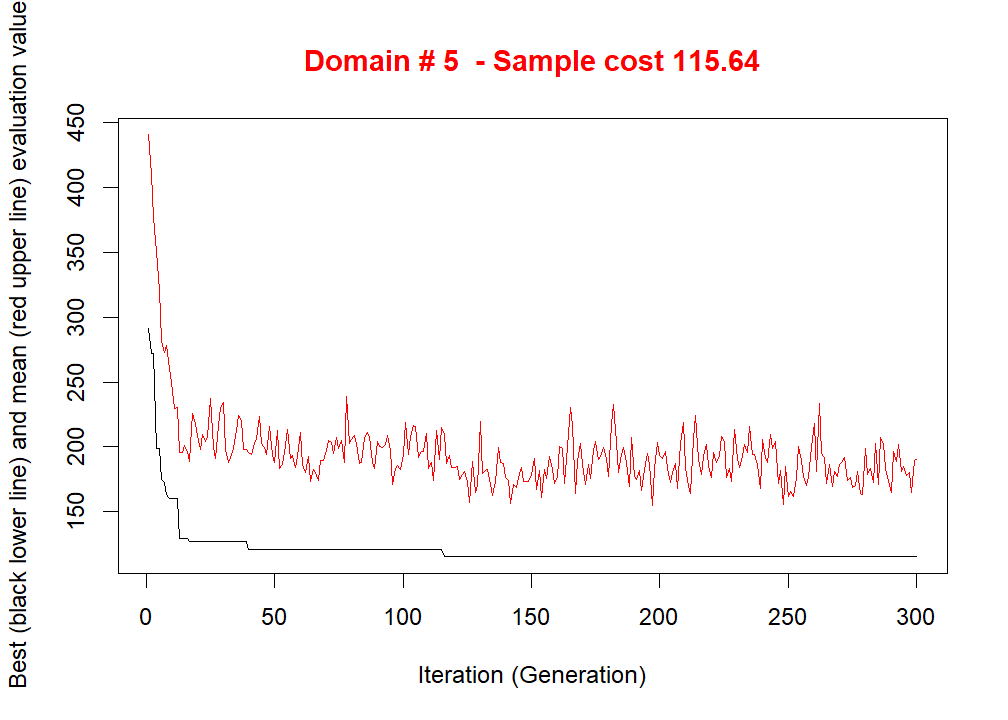 Domain # 5  - Sample cost 115.64
Best (black lower line) and mean (red upper line) evaluation value
450
400
350
300
250
200
150
0 50 100 150 200 250 300
Iteration (Generation)